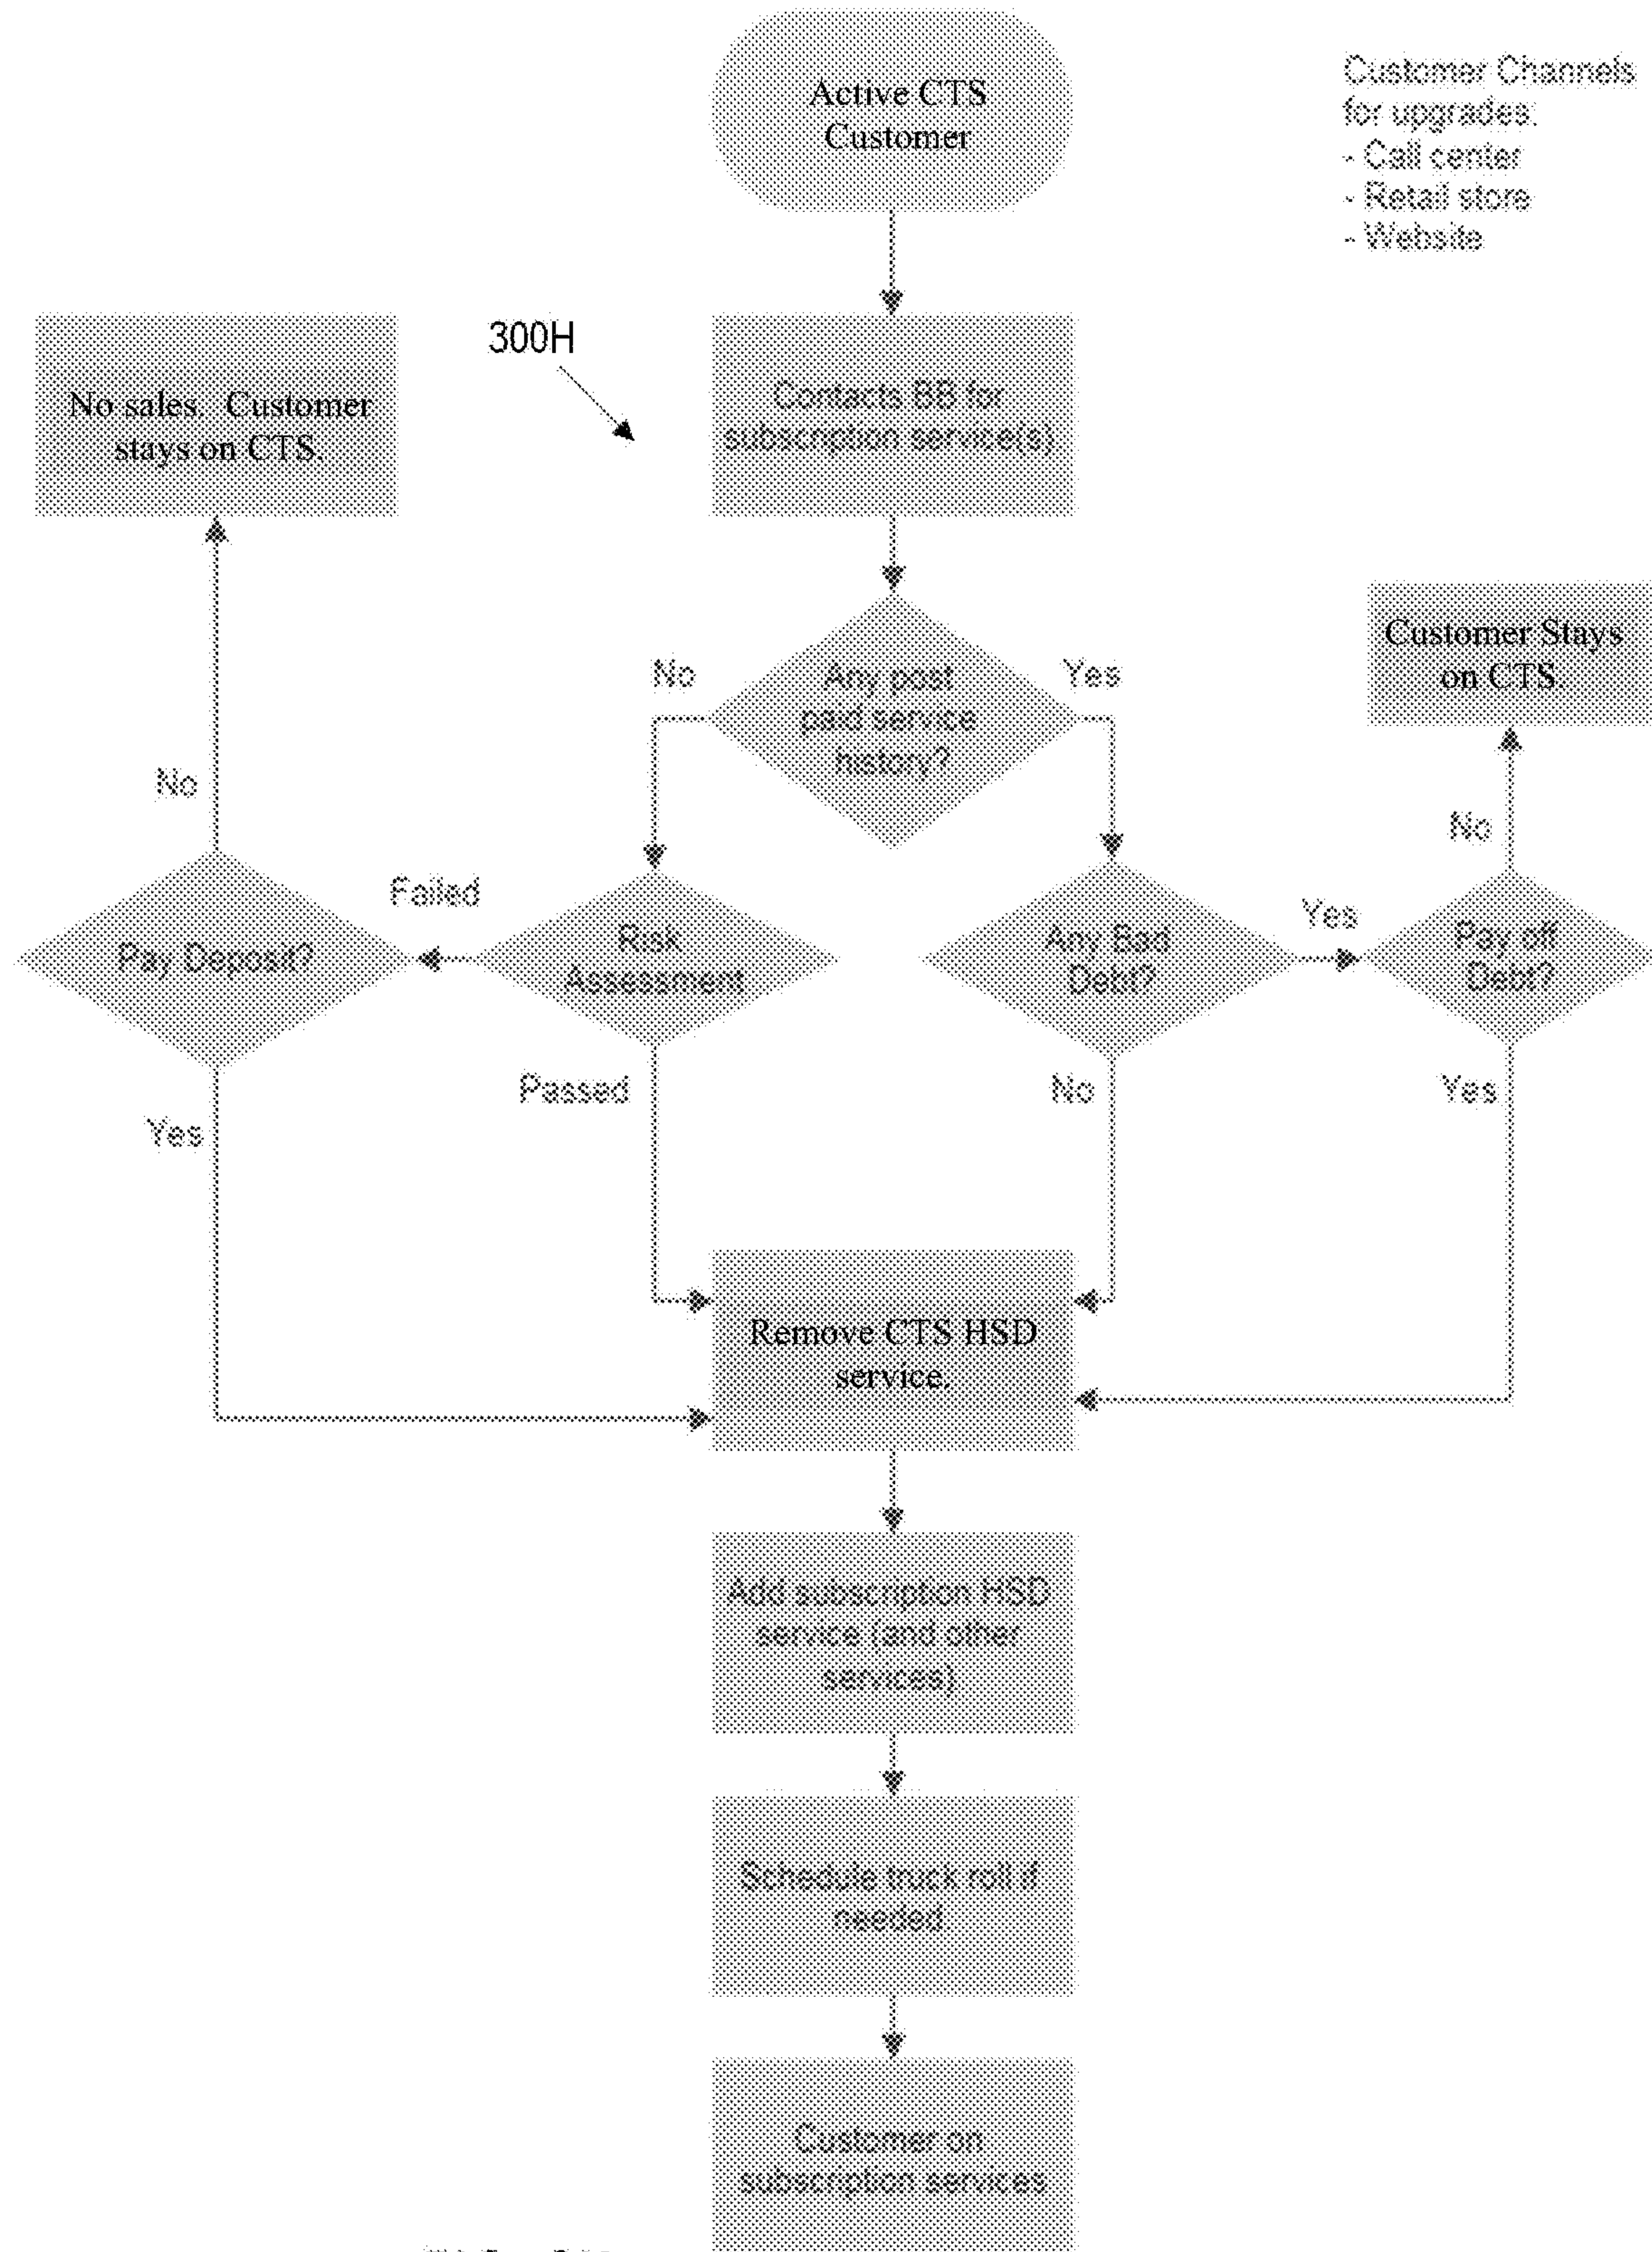 Active CTS
Customer
Customer Channels
for upgrades:
- Call center
- Retail store
- Website
300H
Contacts BB for
subscription service(s)
No sales. Customer
stays on CTS.
Any post
paid service
history?
No
Yes
Customer Stays
on CTS.
No
No
Pay Deposit?
Failed
Risk
Assessment
Any Bad
Debt?
Yes
Pay off
Debt?
Yes
Passed
No
Yes
Remove CTS HSD
service.
Add subscription HSD
service (and other
services)
Schedule truck roll if
needed
Customer on
subscription services